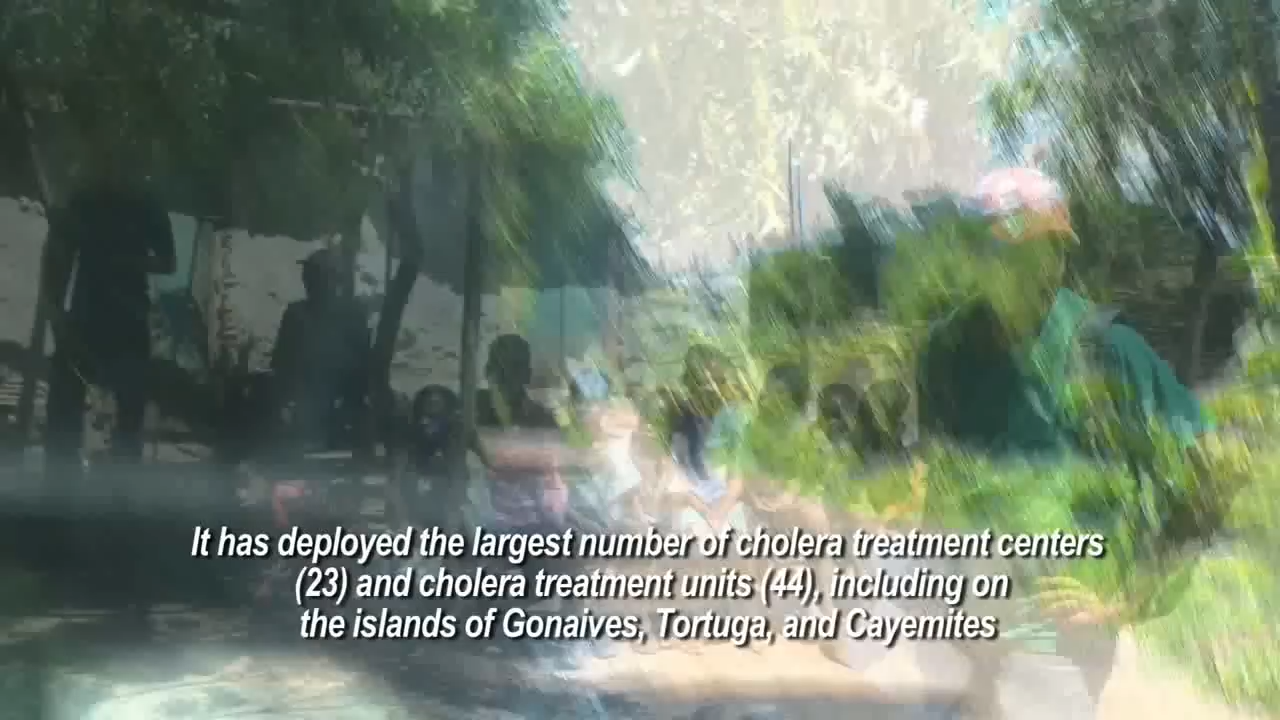 It has deployed the largest number of cholera treatment centers
(23) and cholera treatment units (44), including on
the islands of Gonaives, Tortuga, and Cayemites